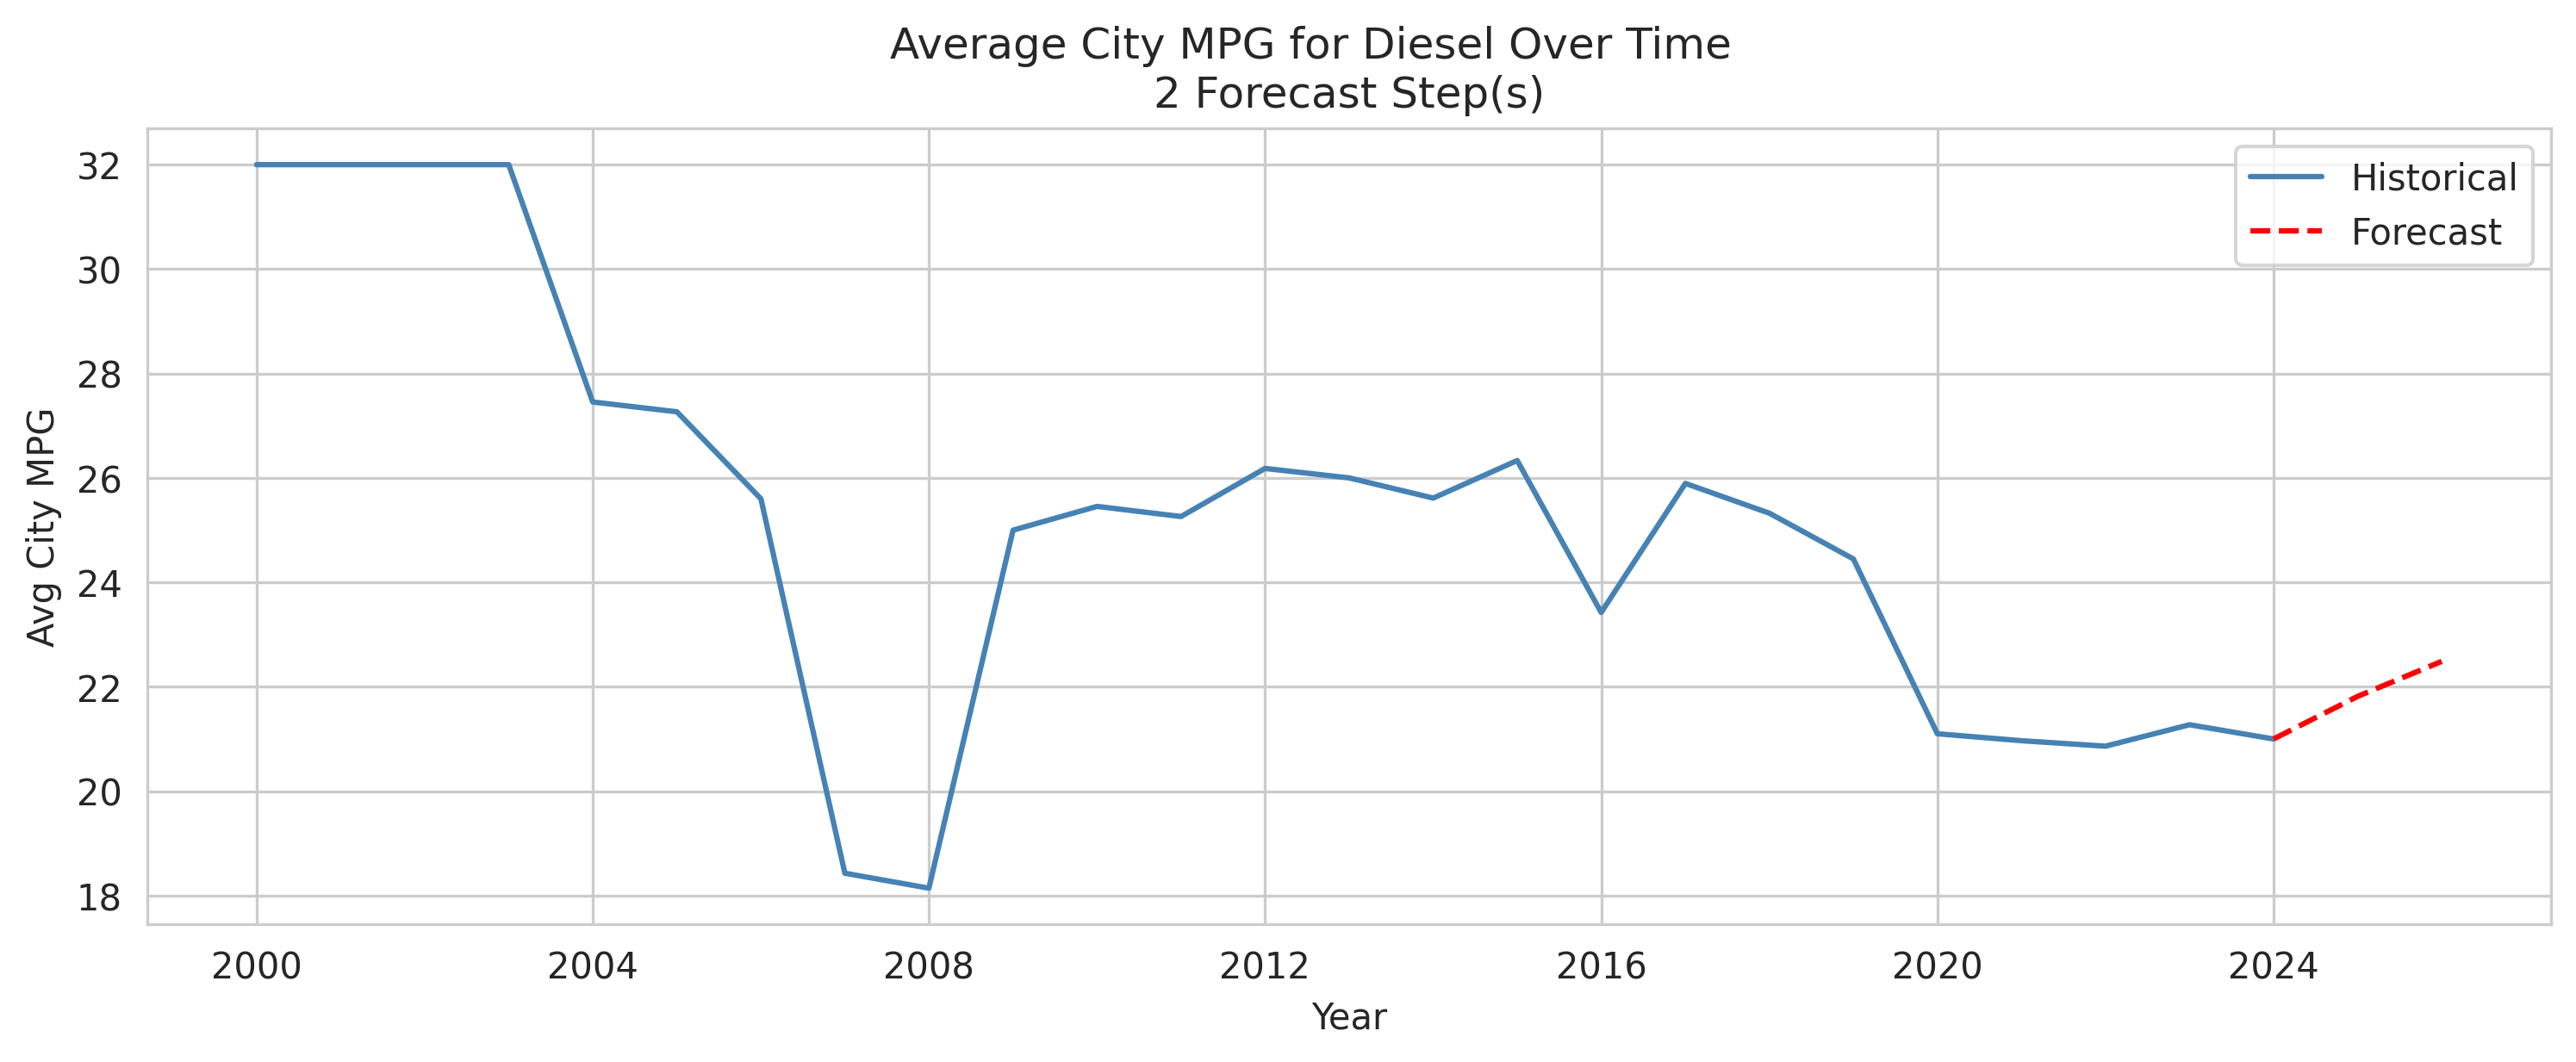 Average City MPG for Diesel Over Time
2 Forecast Step(s)
Avg City MPG
32
30
28
26
24
22
20
18
Historical
Forecast
2000
2004
2008
2012
2016
2020
2024
Year